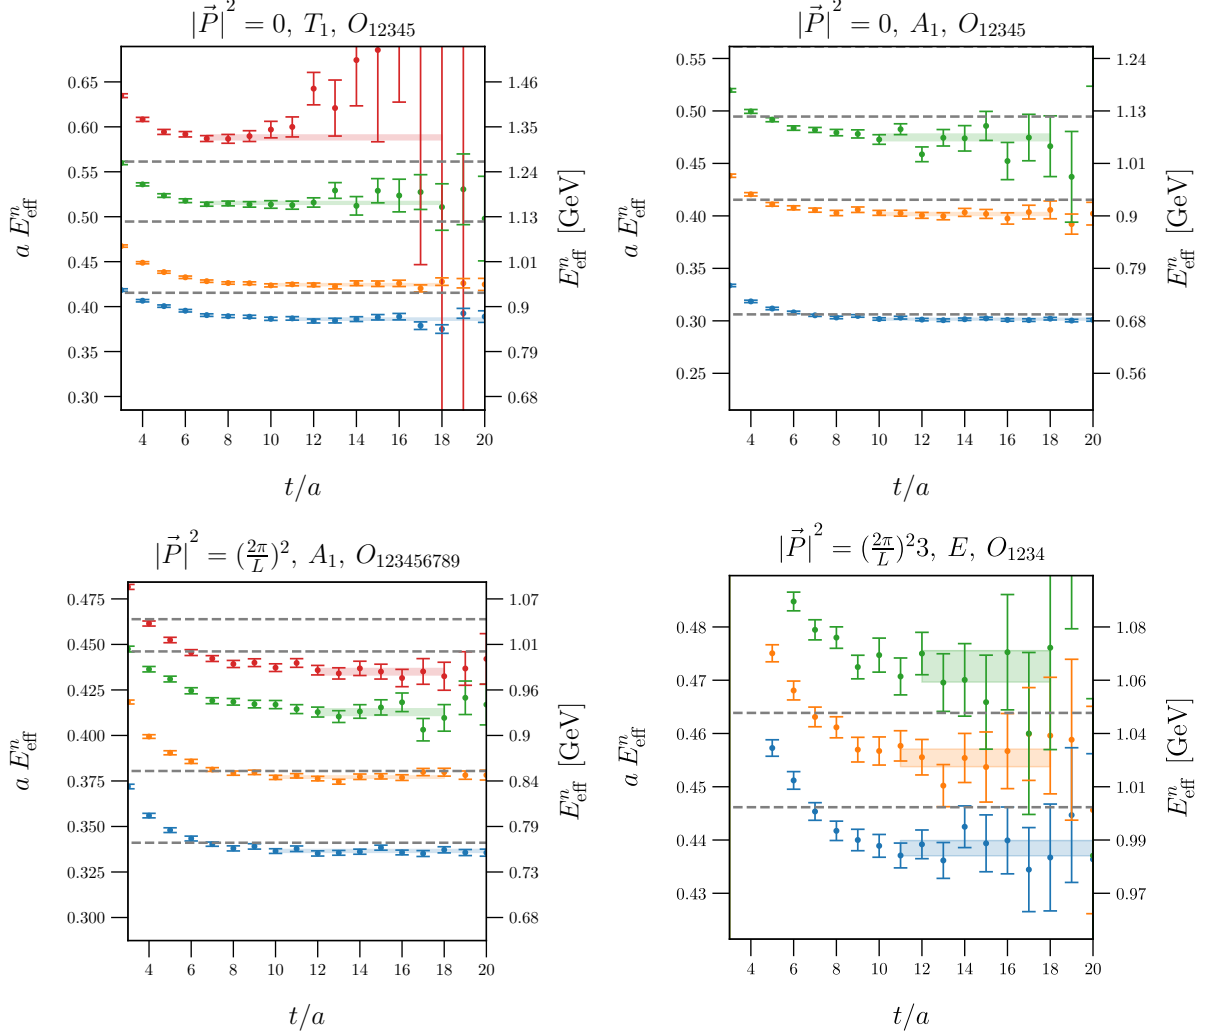 |P⃗|² = 0, T₁, O₁₂₃₄₅
0.65
0.60
0.55
0.50
0.45
0.40
0.35
0.30
a Eⁿeff
1.46
1.35
1.24
1.13
1.01
0.9
0.79
0.68
Eⁿeff [GeV]
4 6 8 10 12 14 16 18 20
t/a
|P⃗|² = 0, A₁, O₁₂₃₄₅
0.55
0.50
0.45
0.40
0.35
0.30
0.25
a Eⁿeff
1.24
1.13
1.01
0.9
0.79
0.68
0.56
Eⁿeff [GeV]
4 6 8 10 12 14 16 18 20
t/a
|P⃗|² = (2π/L)², A₁, O₁₂₃₄₅₆₇₈₉
0.475
0.450
0.425
0.400
0.375
0.350
0.325
0.300
a Eⁿeff
1.07
1.01
0.96
0.9
0.84
0.79
0.73
0.68
Eⁿeff [GeV]
4 6 8 10 12 14 16 18 20
t/a
|P⃗|² = (2π/L)²3, E, O₁₂₃₄
0.48
0.47
0.46
0.45
0.44
0.43
a Eⁿeff
1.08
1.06
1.04
1.01
0.99
0.97
Eⁿeff [GeV]
4 6 8 10 12 14 16 18 20
t/a